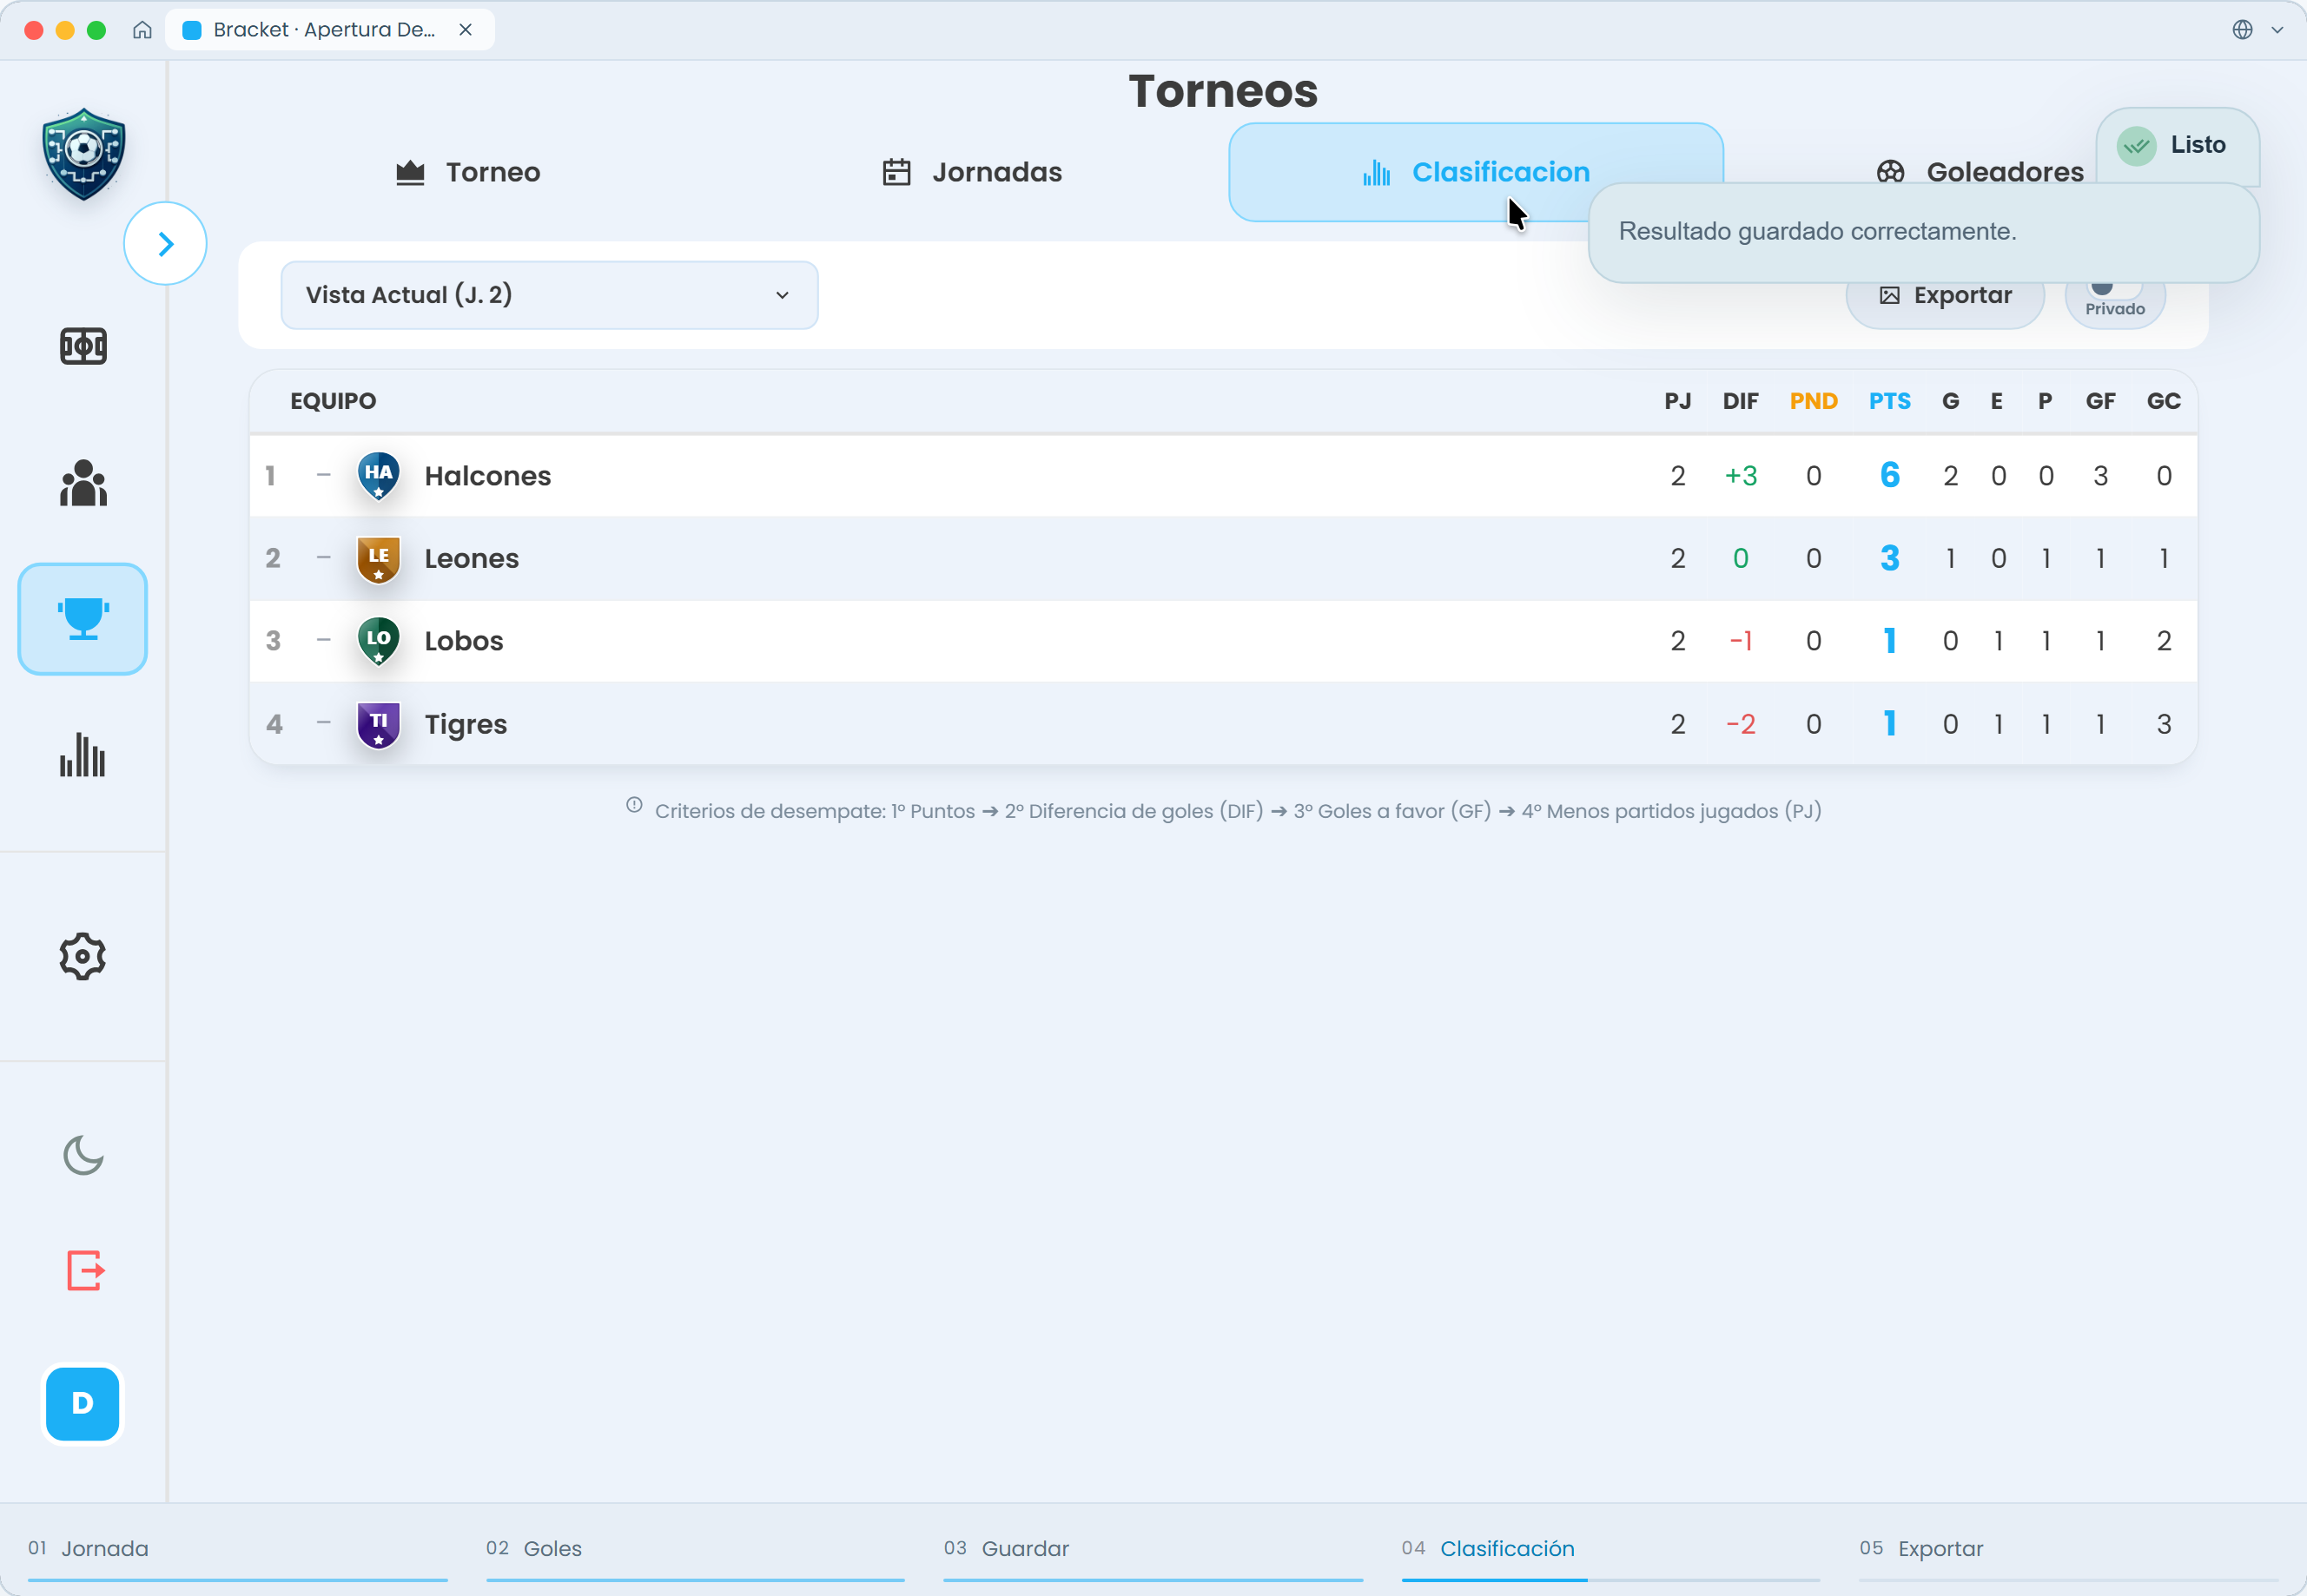 Bracket · Apertura De...
Torneos
Torneo
Jornadas
Clasificacion
Goleadores
Listo
Resultado guardado correctamente.
Vista Actual (J. 2)
Exportar
Privado
EQUIPO PJ DIF PND PTS G E P GF GC
1 – HA Halcones 2 +3 0 6 2 0 0 3 0
2 – LE Leones 2 0 0 3 1 0 1 1 1
3 – LO Lobos 2 -1 0 1 0 1 1 1 2
4 – TI Tigres 2 -2 0 1 0 1 1 1 3
Criterios de desempate: 1º Puntos ➔ 2º Diferencia de goles (DIF) ➔ 3º Goles a favor (GF) ➔ 4º Menos partidos jugados (PJ)
D
01 Jornada
02 Goles
03 Guardar
04 Clasificación
05 Exportar